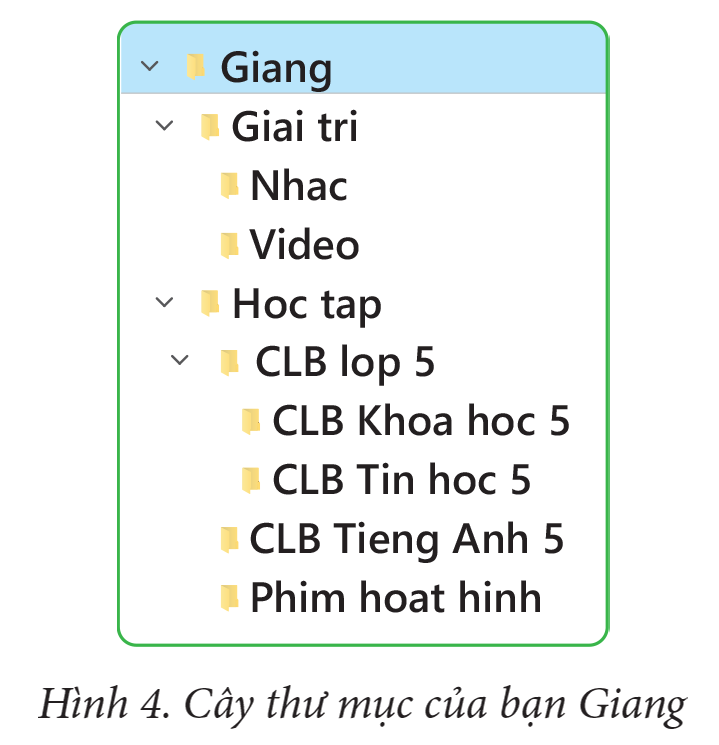 Giang
Giai tri
Nhac
Video
Hoc tap
CLB lop 5
CLB Khoa hoc 5
CLB Tin hoc 5
CLB Tieng Anh 5
Phim hoat hinh
Hình 4. Cây thư mục của bạn Giang